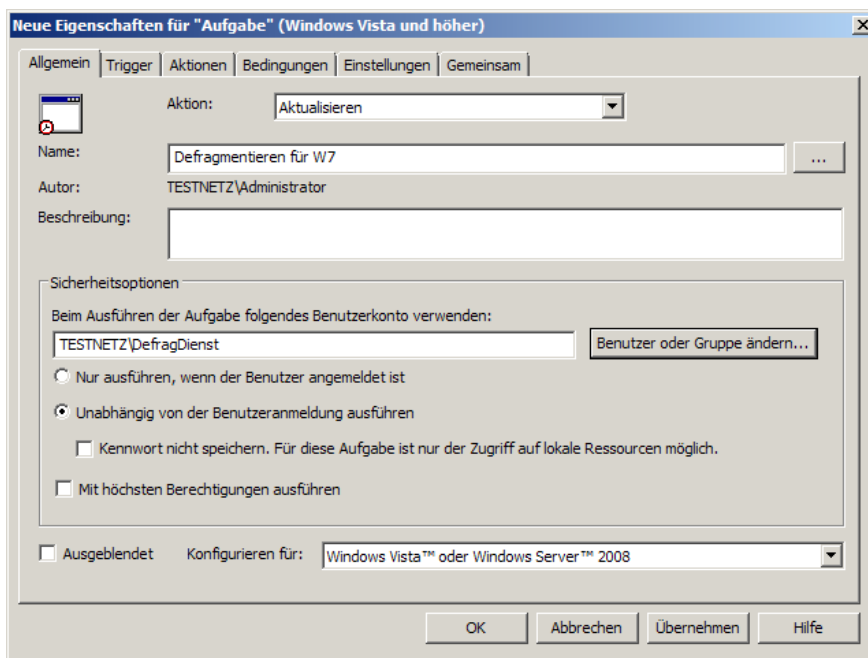 Neue Eigenschaften für "Aufgabe" (Windows Vista und höher)
Allgemein Trigger Aktionen Bedingungen Einstellungen Gemeinsam
Aktion: Aktualisieren
Name: Defragmentieren für W7 ...
Autor: TESTNETZ\Administrator
Beschreibung:
Sicherheitsoptionen
Beim Ausführen der Aufgabe folgendes Benutzerkonto verwenden:
TESTNETZ\DefragDienst Benutzer oder Gruppe ändern...
Nur ausführen, wenn der Benutzer angemeldet ist
Unabhängig von der Benutzeranmeldung ausführen
Kennwort nicht speichern. Für diese Aufgabe ist nur der Zugriff auf lokale Ressourcen möglich.
Mit höchsten Berechtigungen ausführen
Ausgeblendet Konfigurieren für: Windows Vista™ oder Windows Server™ 2008
OK Abbrechen Übernehmen Hilfe